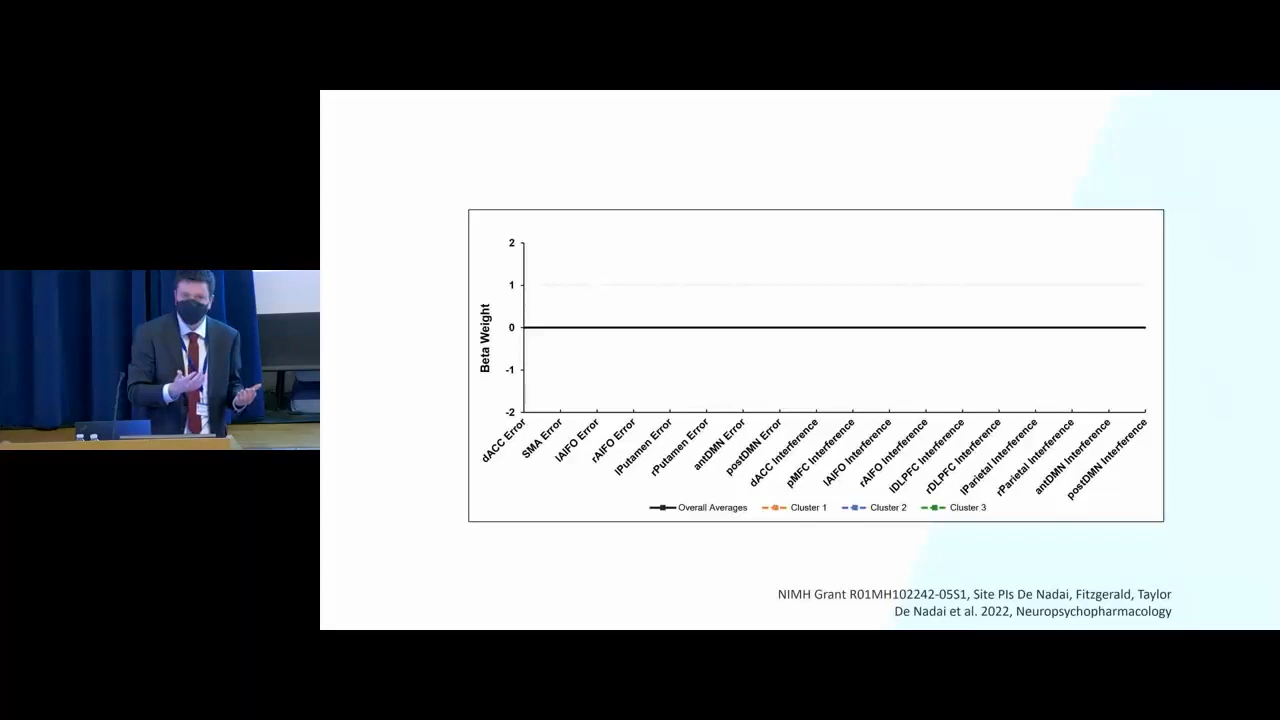 2
1
0
-1
-2
Beta Weight
dACC Error
SMA Error
lAIFO Error
rAIFO Error
lPutamen Error
rPutamen Error
antDMN Error
postDMN Error
dACC Interference
pMFC Interference
lAIFO Interference
rAIFO Interference
lDLPFC Interference
rDLPFC Interference
lParietal Interference
rParietal Interference
antDMN Interference
postDMN Interference
Overall Averages Cluster 1 Cluster 2 Cluster 3
NIMH Grant R01MH102242-05S1, Site PIs De Nadai, Fitzgerald, Taylor
De Nadai et al. 2022, Neuropsychopharmacology